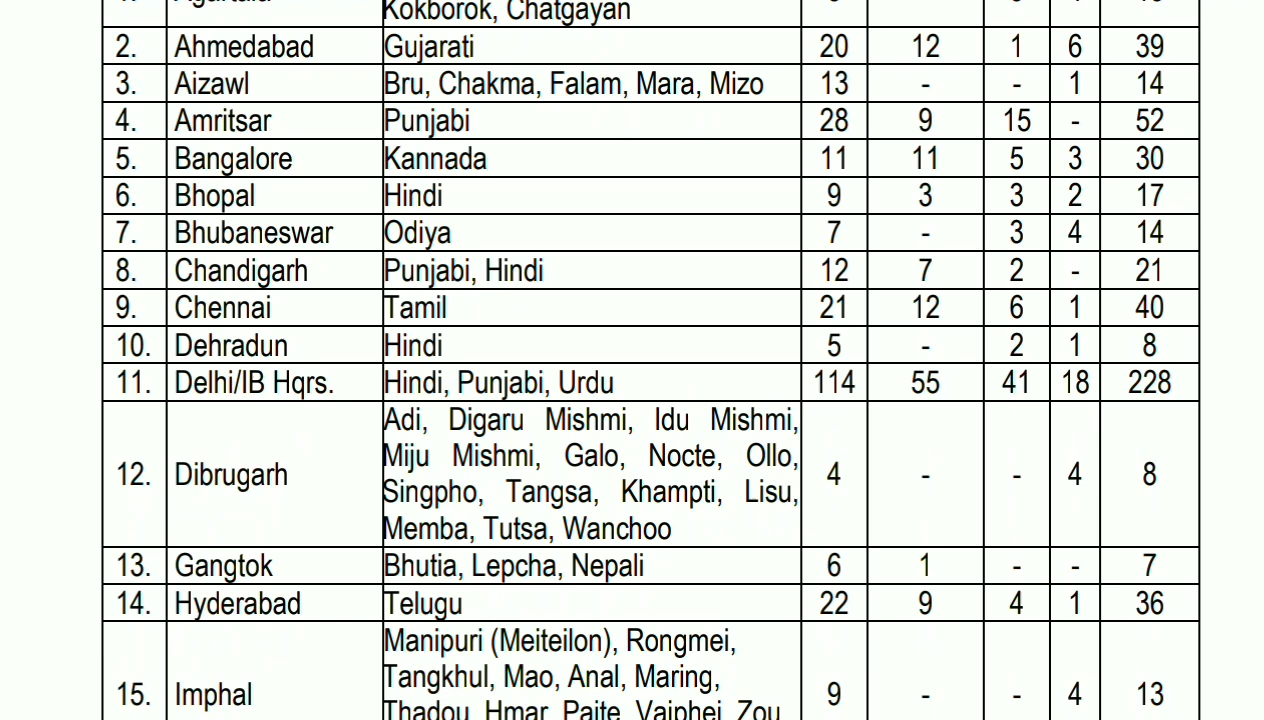 Kokborok, Chatgayan
2. Ahmedabad Gujarati 20 12 1 6 39
3. Aizawl Bru, Chakma, Falam, Mara, Mizo 13 - - 1 14
4. Amritsar Punjabi 28 9 15 - 52
5. Bangalore Kannada 11 11 5 3 30
6. Bhopal Hindi 9 3 3 2 17
7. Bhubaneswar Odiya 7 - 3 4 14
8. Chandigarh Punjabi, Hindi 12 7 2 - 21
9. Chennai Tamil 21 12 6 1 40
10. Dehradun Hindi 5 - 2 1 8
11. Delhi/IB Hqrs. Hindi, Punjabi, Urdu 114 55 41 18 228
Adi, Digaru Mishmi, Idu Mishmi,
Miju Mishmi, Galo, Nocte, Ollo,
12. Dibrugarh 4 - - 4 8
Singpho, Tangsa, Khampti, Lisu,
Memba, Tutsa, Wanchoo
13. Gangtok Bhutia, Lepcha, Nepali 6 1 - - 7
14. Hyderabad Telugu 22 9 4 1 36
Manipuri (Meiteilon), Rongmei,
Tangkhul, Mao, Anal, Maring,
15. Imphal 9 - - 4 13
Thadou, Hmar, Paite, Vaiphei, Zou